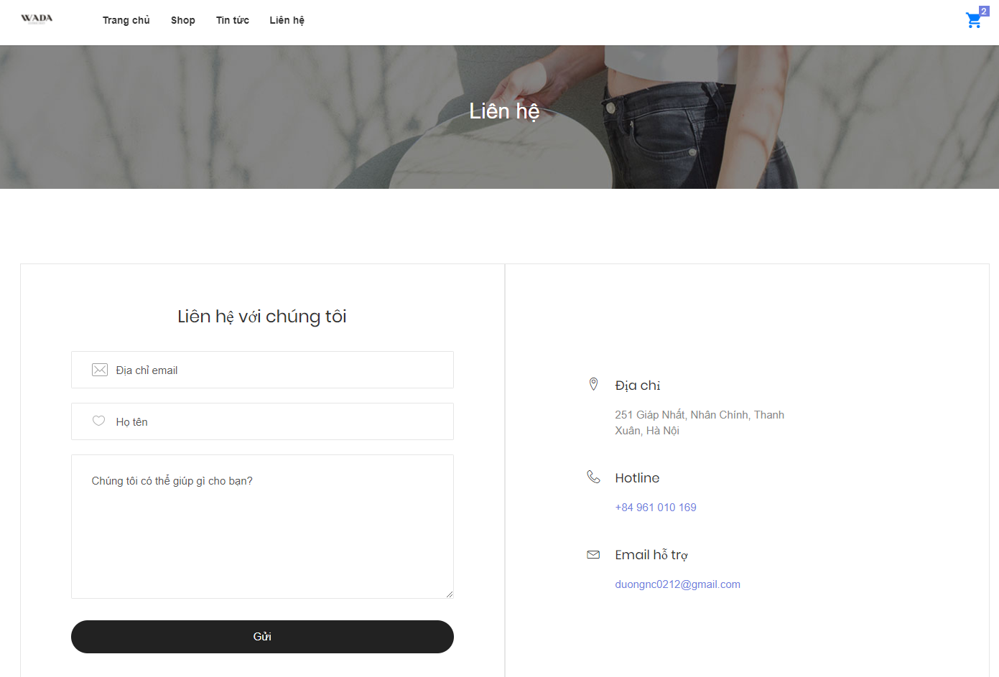 WADA
Trang chủ
Shop
Tin tức
Liên hệ
2
Liên hệ
Liên hệ với chúng tôi
Địa chỉ email
Họ tên
Chúng tôi có thể giúp gì cho bạn?
Gửi
Địa chỉ
251 Giáp Nhất, Nhân Chính, Thanh
Xuân, Hà Nội
Hotline
+84 961 010 169
Email hỗ trợ
duongnc0212@gmail.com